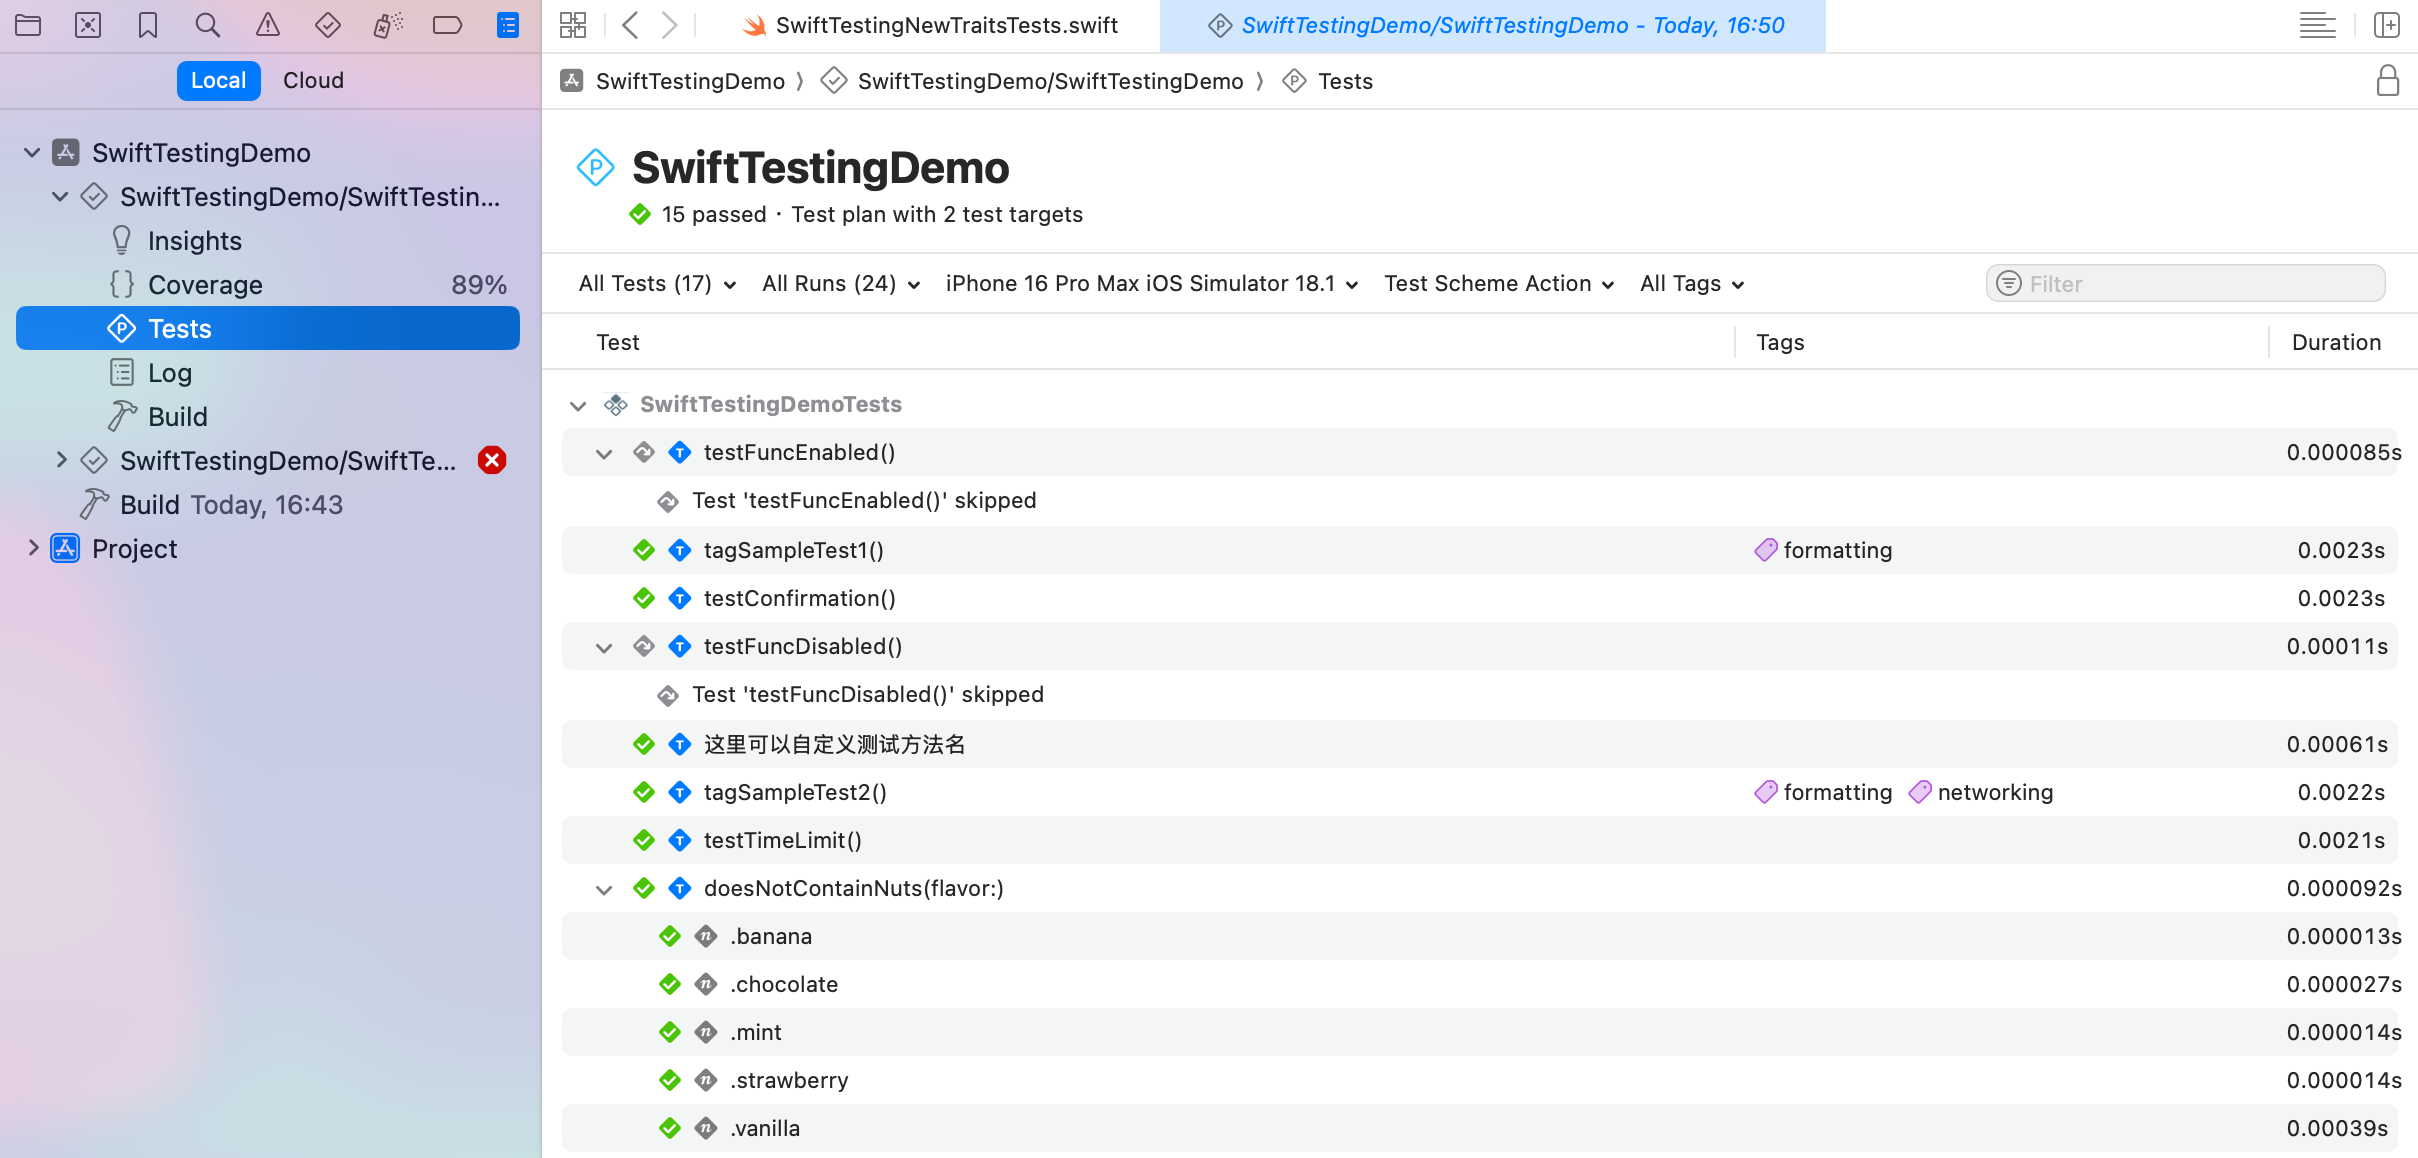 SwiftTestingNewTraitsTests.swift
SwiftTestingDemo/SwiftTestingDemo - Today, 16:50
Local Cloud
SwiftTestingDemo
SwiftTestingDemo/SwiftTestin...
Insights
Coverage 89%
Tests
Log
Build
SwiftTestingDemo/SwiftTe...
Build Today, 16:43
Project
SwiftTestingDemo SwiftTestingDemo/SwiftTestingDemo Tests
SwiftTestingDemo
15 passed · Test plan with 2 test targets
All Tests (17) All Runs (24) iPhone 16 Pro Max iOS Simulator 18.1 Test Scheme Action All Tags Filter
Test Tags Duration
SwiftTestingDemoTests
testFuncEnabled() 0.000085s
Test 'testFuncEnabled()' skipped
tagSampleTest1() formatting 0.0023s
testConfirmation() 0.0023s
testFuncDisabled() 0.00011s
Test 'testFuncDisabled()' skipped
这里可以自定义测试方法名 0.00061s
tagSampleTest2() formatting networking 0.0022s
testTimeLimit() 0.0021s
doesNotContainNuts(flavor:) 0.000092s
.banana 0.000013s
.chocolate 0.000027s
.mint 0.000014s
.strawberry 0.000014s
.vanilla 0.00039s